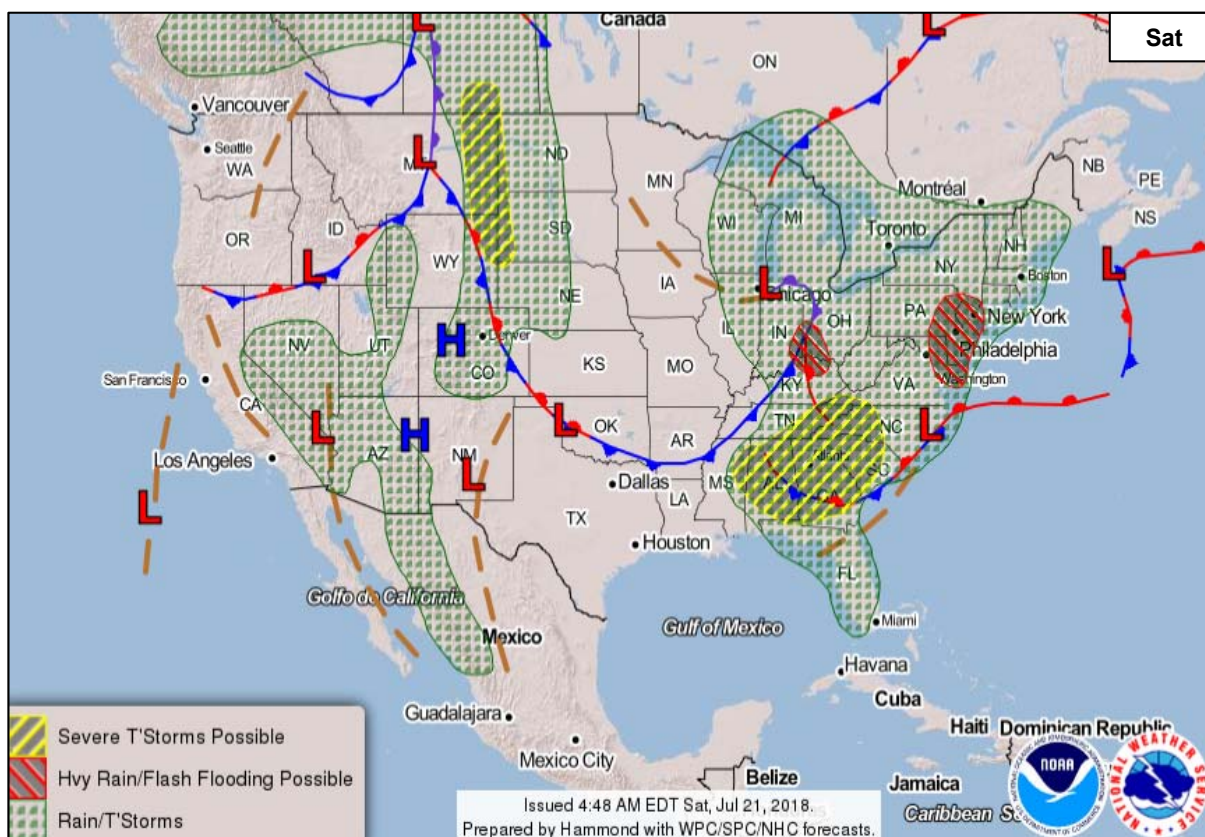 Sat
Canada
ON
Vancouver
Seattle
WA
ND
MN
Montréal
NB
PE
NS
OR
ID
SD
WI
MI
Toronto
NH
WY
NY
Boston
IA
NE
Chicago
PA
New York
NV
UT
Denver
CO
IL
IN
OH
Philadelphia
San Francisco
KS
MO
KY
VA
Washington
CA
TN
NC
OK
AR
AZ
NM
Los Angeles
Atlanta
SC
MS
AL
Dallas
LA
TX
Houston
FL
Golfo de California
Gulf of Mexico
Miami
Mexico
Havana
Cuba
Guadalajara
Haiti
Dominican Republic
Mexico City
Belize
Jamaica
Caribbean
L
L
L
L
L
L
L
L
L
L
L
H
H
Severe T'Storms Possible
Hvy Rain/Flash Flooding Possible
Rain/T'Storms
Issued 4:48 AM EDT Sat, Jul 21, 2018.
Prepared by Hammond with WPC/SPC/NHC forecasts.
NOAA
NATIONAL WEATHER SERVICE